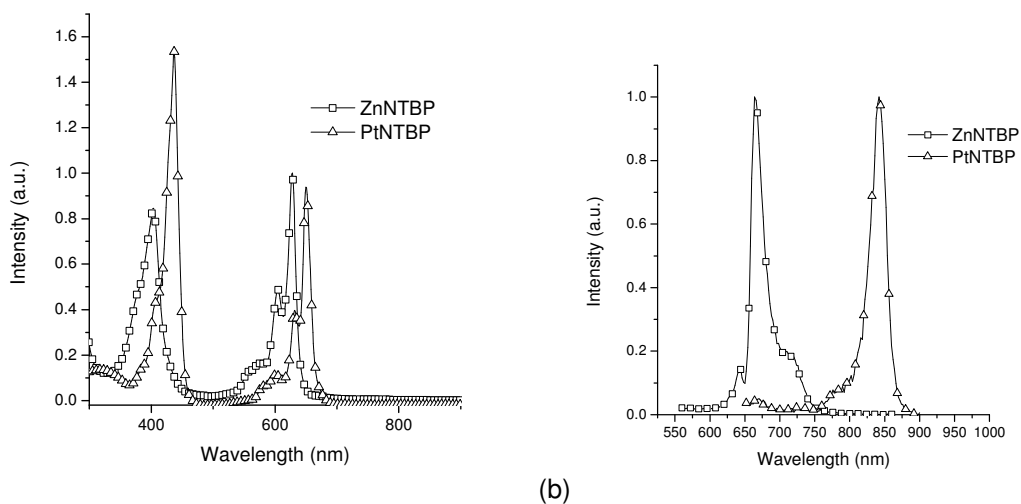 1.6
1.4
1.2
1.0
0.8
0.6
0.4
0.2
0.0
Intensity (a.u.)
400 600 800
Wavelength (nm)
ZnNTBP
PtNTBP
1.0
0.8
0.6
0.4
0.2
0.0
Intensity (a.u.)
550 600 650 700 750 800 850 900 950 1000
Wavelength (nm)
ZnNTBP
PtNTBP
(b)